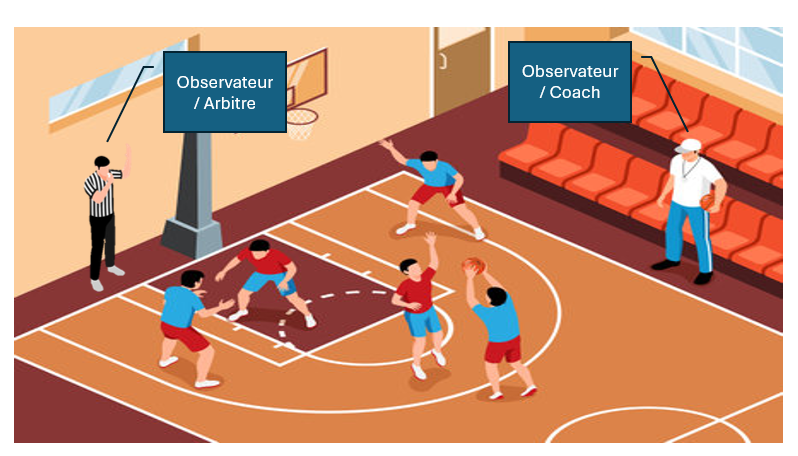 Observateur
/ Arbitre
Observateur
/ Coach